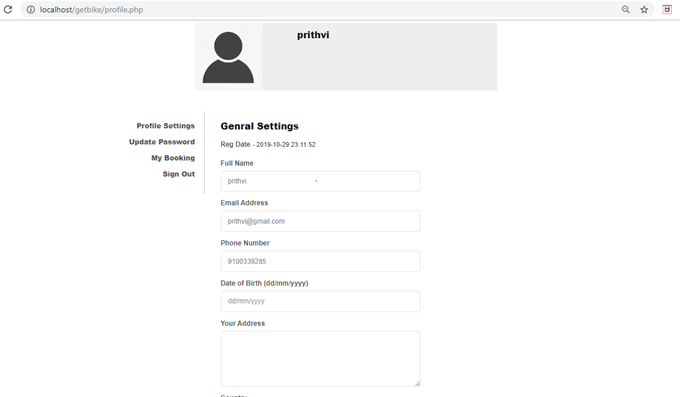 localhost/getbike/profile.php
prithvi
Profile Settings
Update Password
My Booking
Sign Out
Genral Settings
Reg Date - 2019-10-29 23:11:52
Full Name
prithvi
Email Address
prithvi@gmail.com
Phone Number
9100339285
Date of Birth (dd/mm/yyyy)
dd/mm/yyyy
Your Address